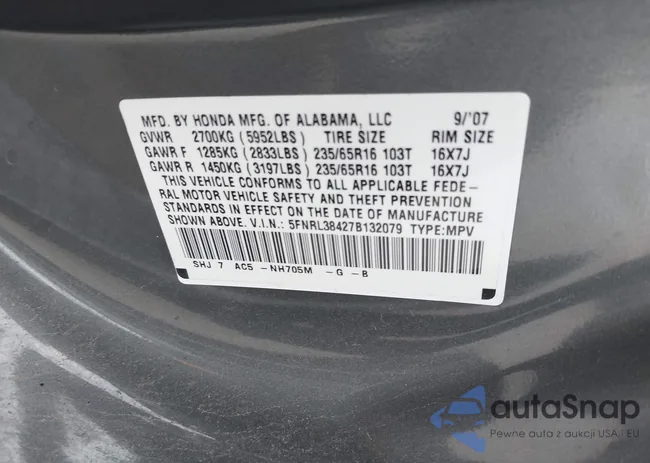 MFD. BY HONDA MFG. OF ALABAMA, LLC 9/'07
GVWR 2700KG (5952LBS) TIRE SIZE RIM SIZE
GAWR F 1285KG (2833LBS) 235/65R16 103T 16X7J
GAWR R 1450KG (3197LBS) 235/65R16 103T 16X7J
THIS VEHICLE CONFORMS TO ALL APPLICABLE FEDE-
RAL MOTOR VEHICLE SAFETY AND THEFT PREVENTION
STANDARDS IN EFFECT ON THE DATE OF MANUFACTURE
SHOWN ABOVE. V.I.N.: 5FNRL38427B132079 TYPE:MPV
SHJ 7 AC5 -NH705M -G -B
autoSnap
Pewne auta z aukcji USA i EU